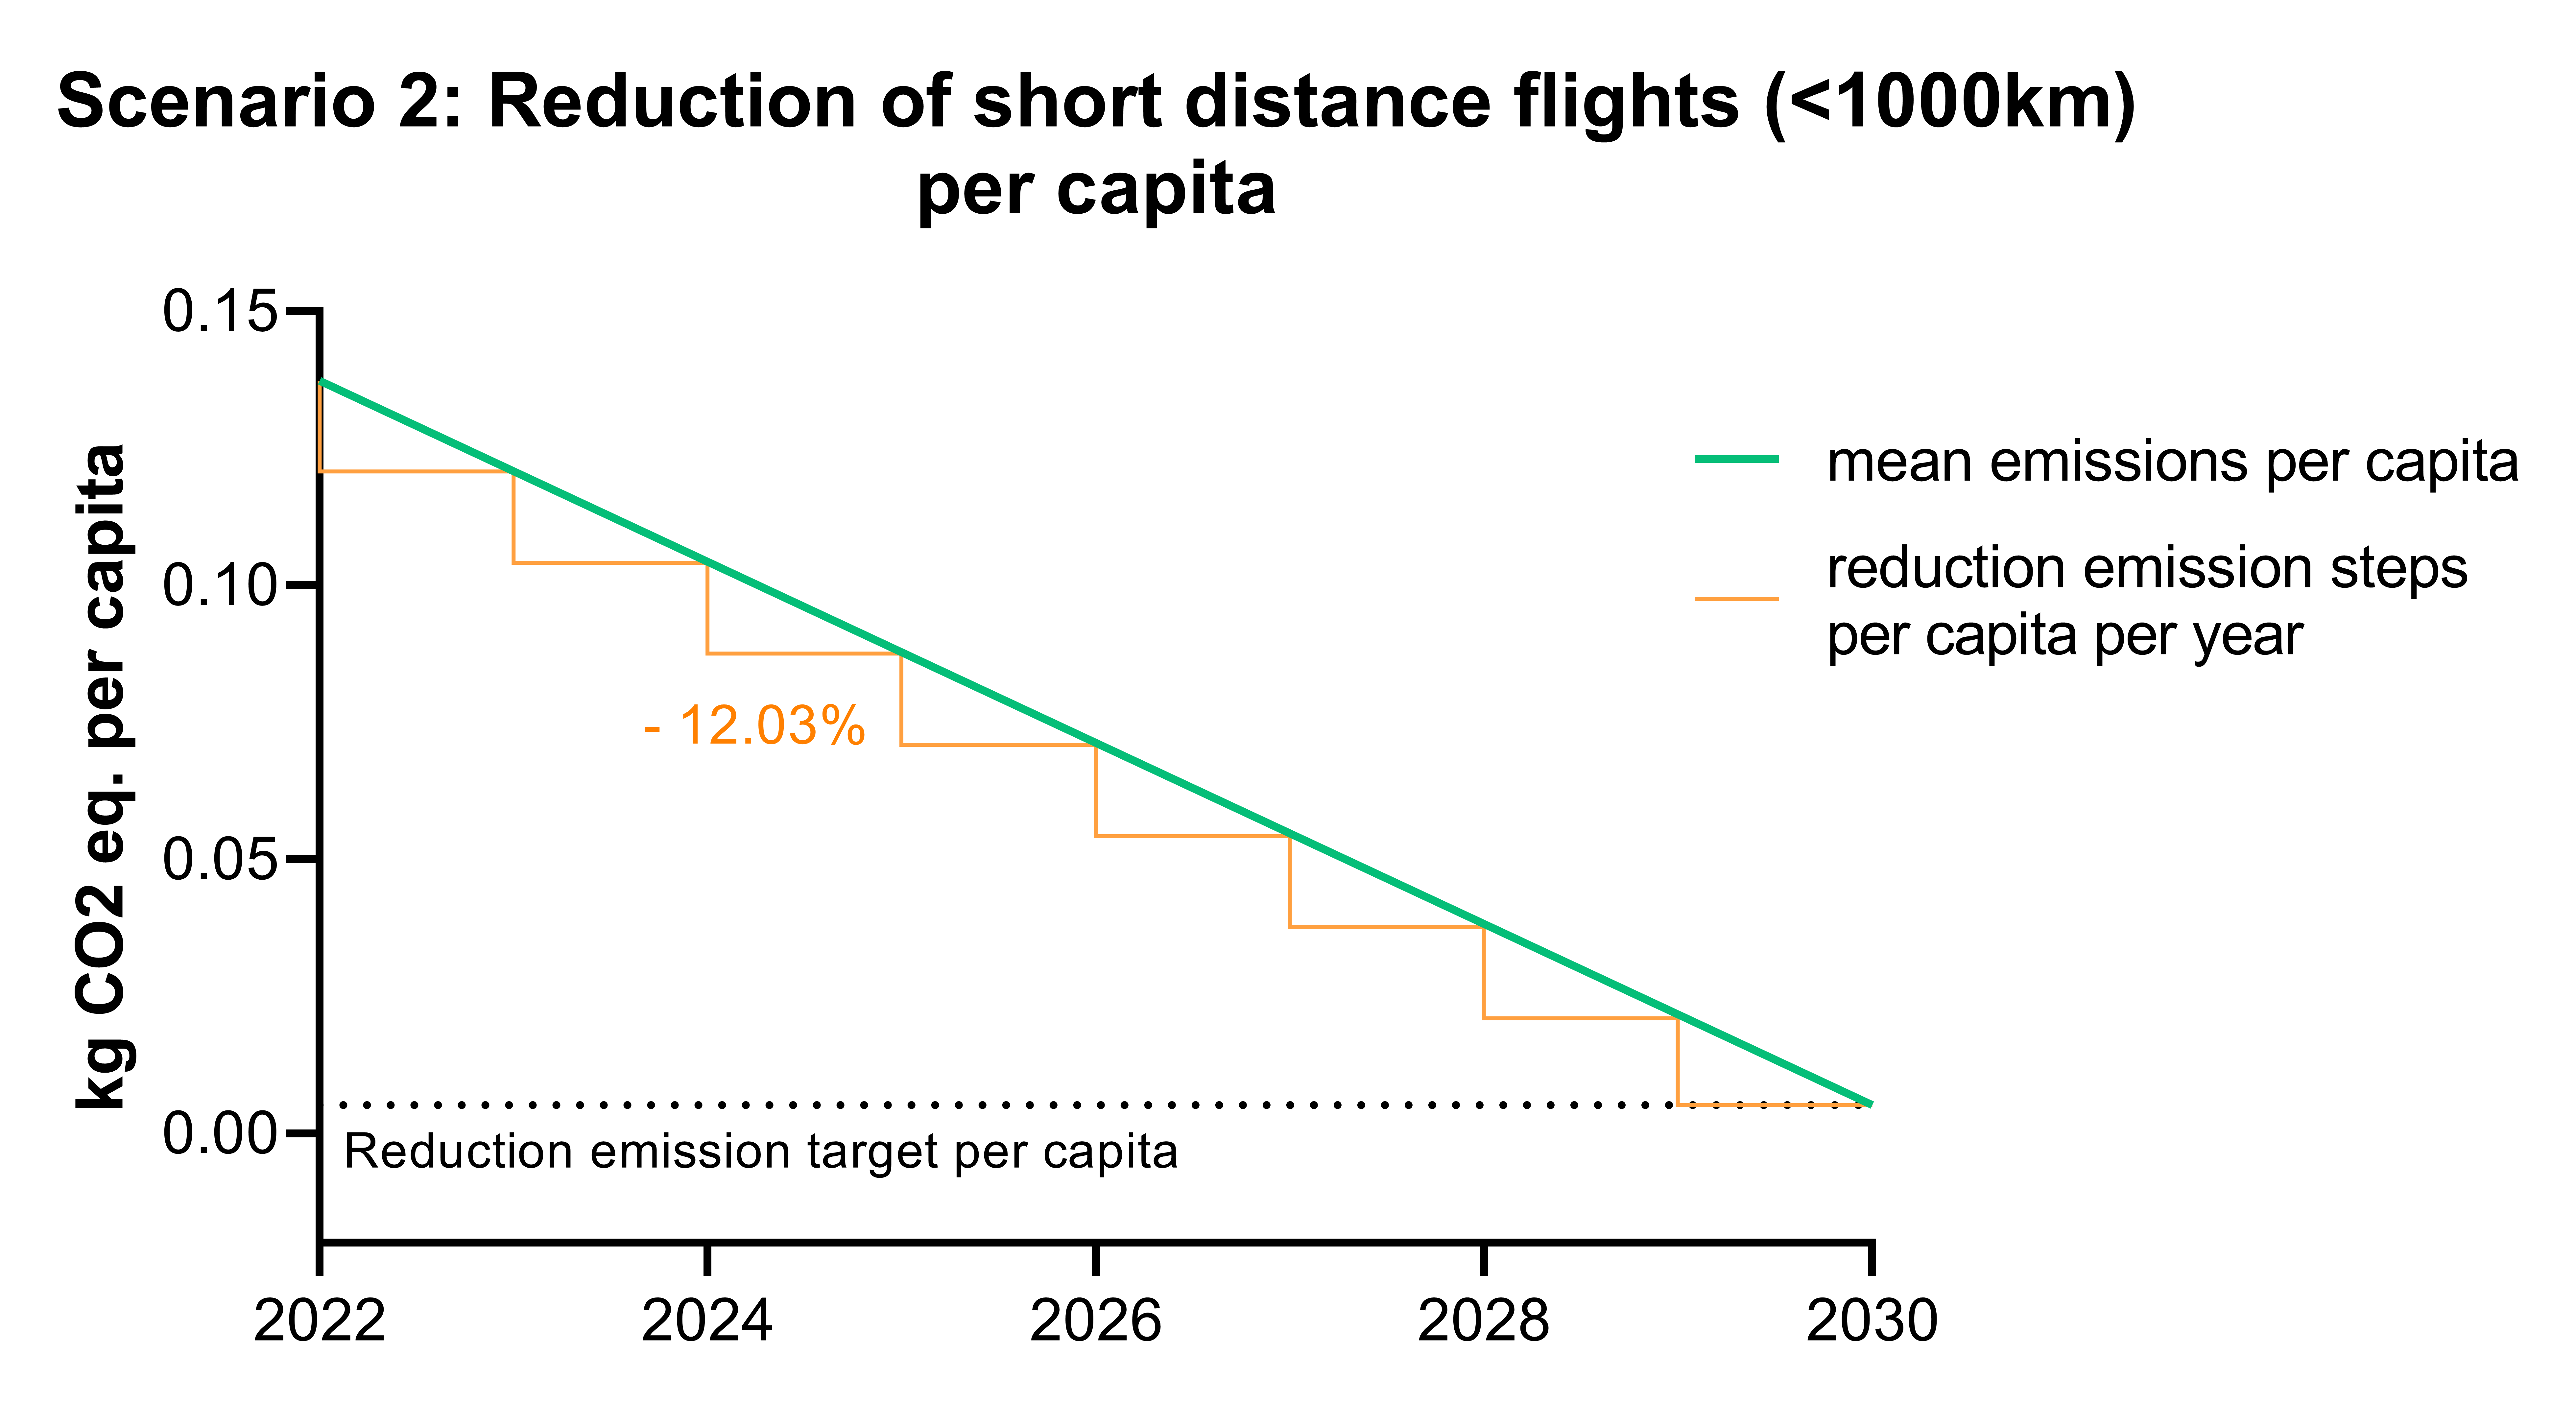 Scenario 2: Reduction of short distance flights (<1000km)
per capita
kg CO2 eq. per capita
0.15
0.10
0.05
0.00
- 12.03%
Reduction emission target per capita
2022
2024
2026
2028
2030
mean emissions per capita
reduction emission steps
per capita per year